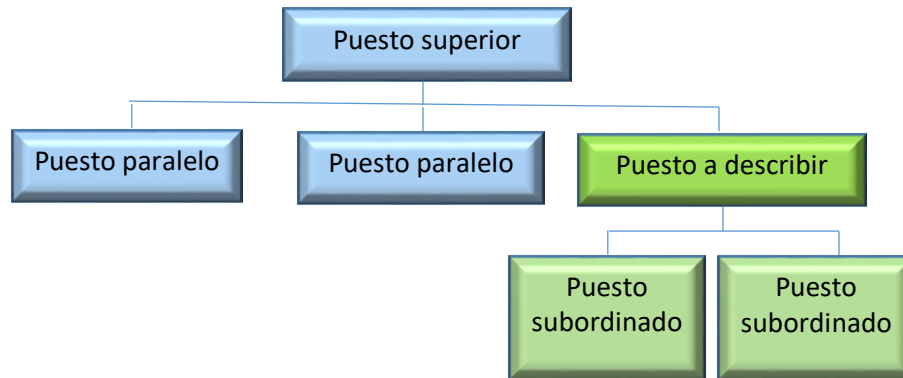 Puesto superior
Puesto paralelo
Puesto paralelo
Puesto a describir
Puesto
subordinado
Puesto
subordinado